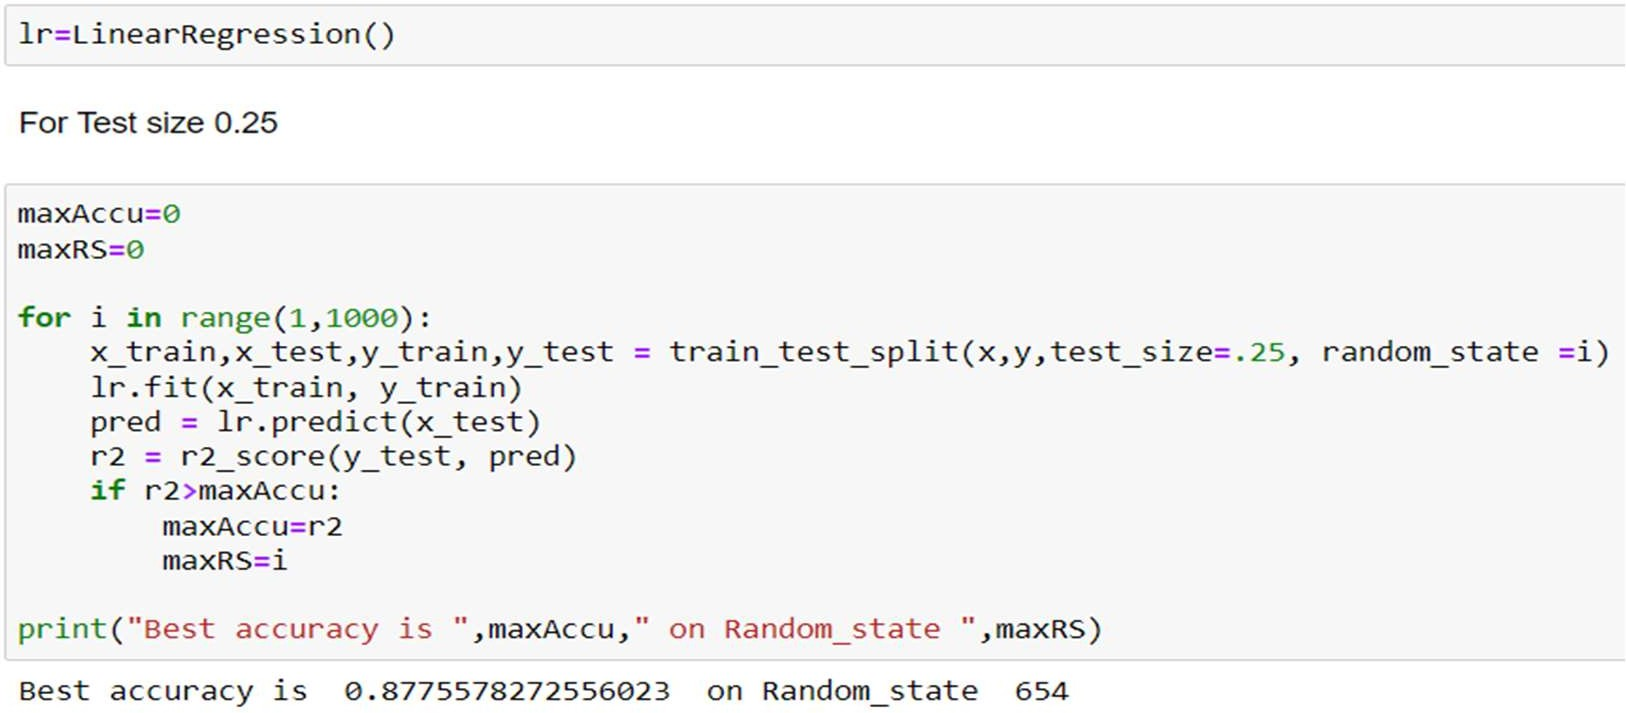 lr=LinearRegression()
For Test size 0.25
maxAccu=0
maxRS=0
for i in range(1,1000):
    x_train,x_test,y_train,y_test = train_test_split(x,y,test_size=.25, random_state =i)
    lr.fit(x_train, y_train)
    pred = lr.predict(x_test)
    r2 = r2_score(y_test, pred)
    if r2>maxAccu:
        maxAccu=r2
        maxRS=i
print("Best accuracy is ",maxAccu," on Random_state ",maxRS)
Best accuracy is  0.8775578272556023  on Random_state  654